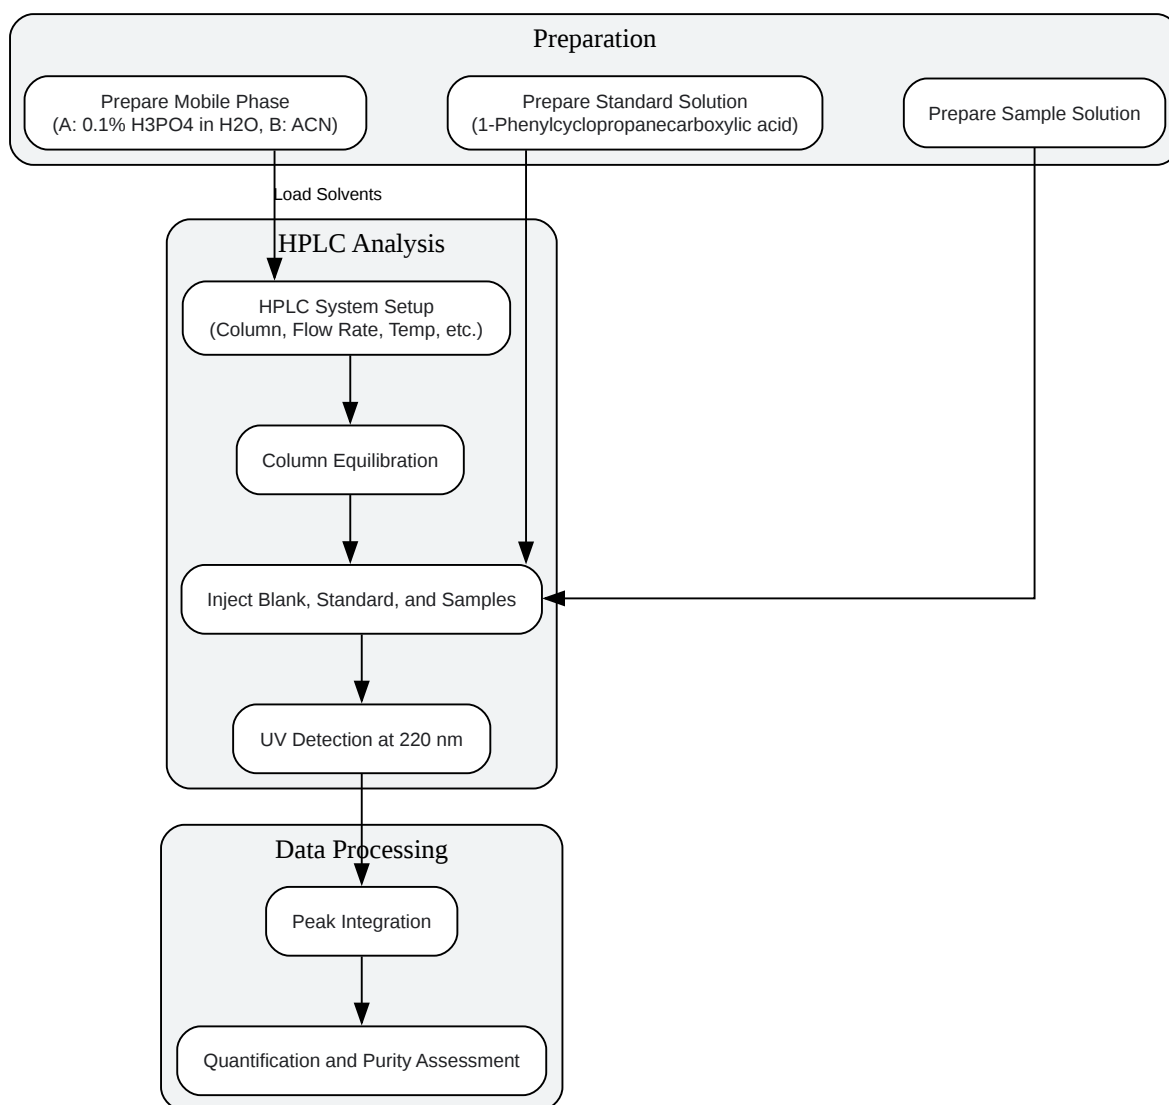 Preparation
Prepare Mobile Phase
(A: 0.1% H3PO4 in H2O, B: ACN)
Prepare Standard Solution
(1-Phenylcyclopropanecarboxylic acid)
Prepare Sample Solution
Load Solvents
HPLC Analysis
HPLC System Setup
(Column, Flow Rate, Temp, etc.)
Column Equilibration
Inject Blank, Standard, and Samples
UV Detection at 220 nm
Data Processing
Peak Integration
Quantification and Purity Assessment